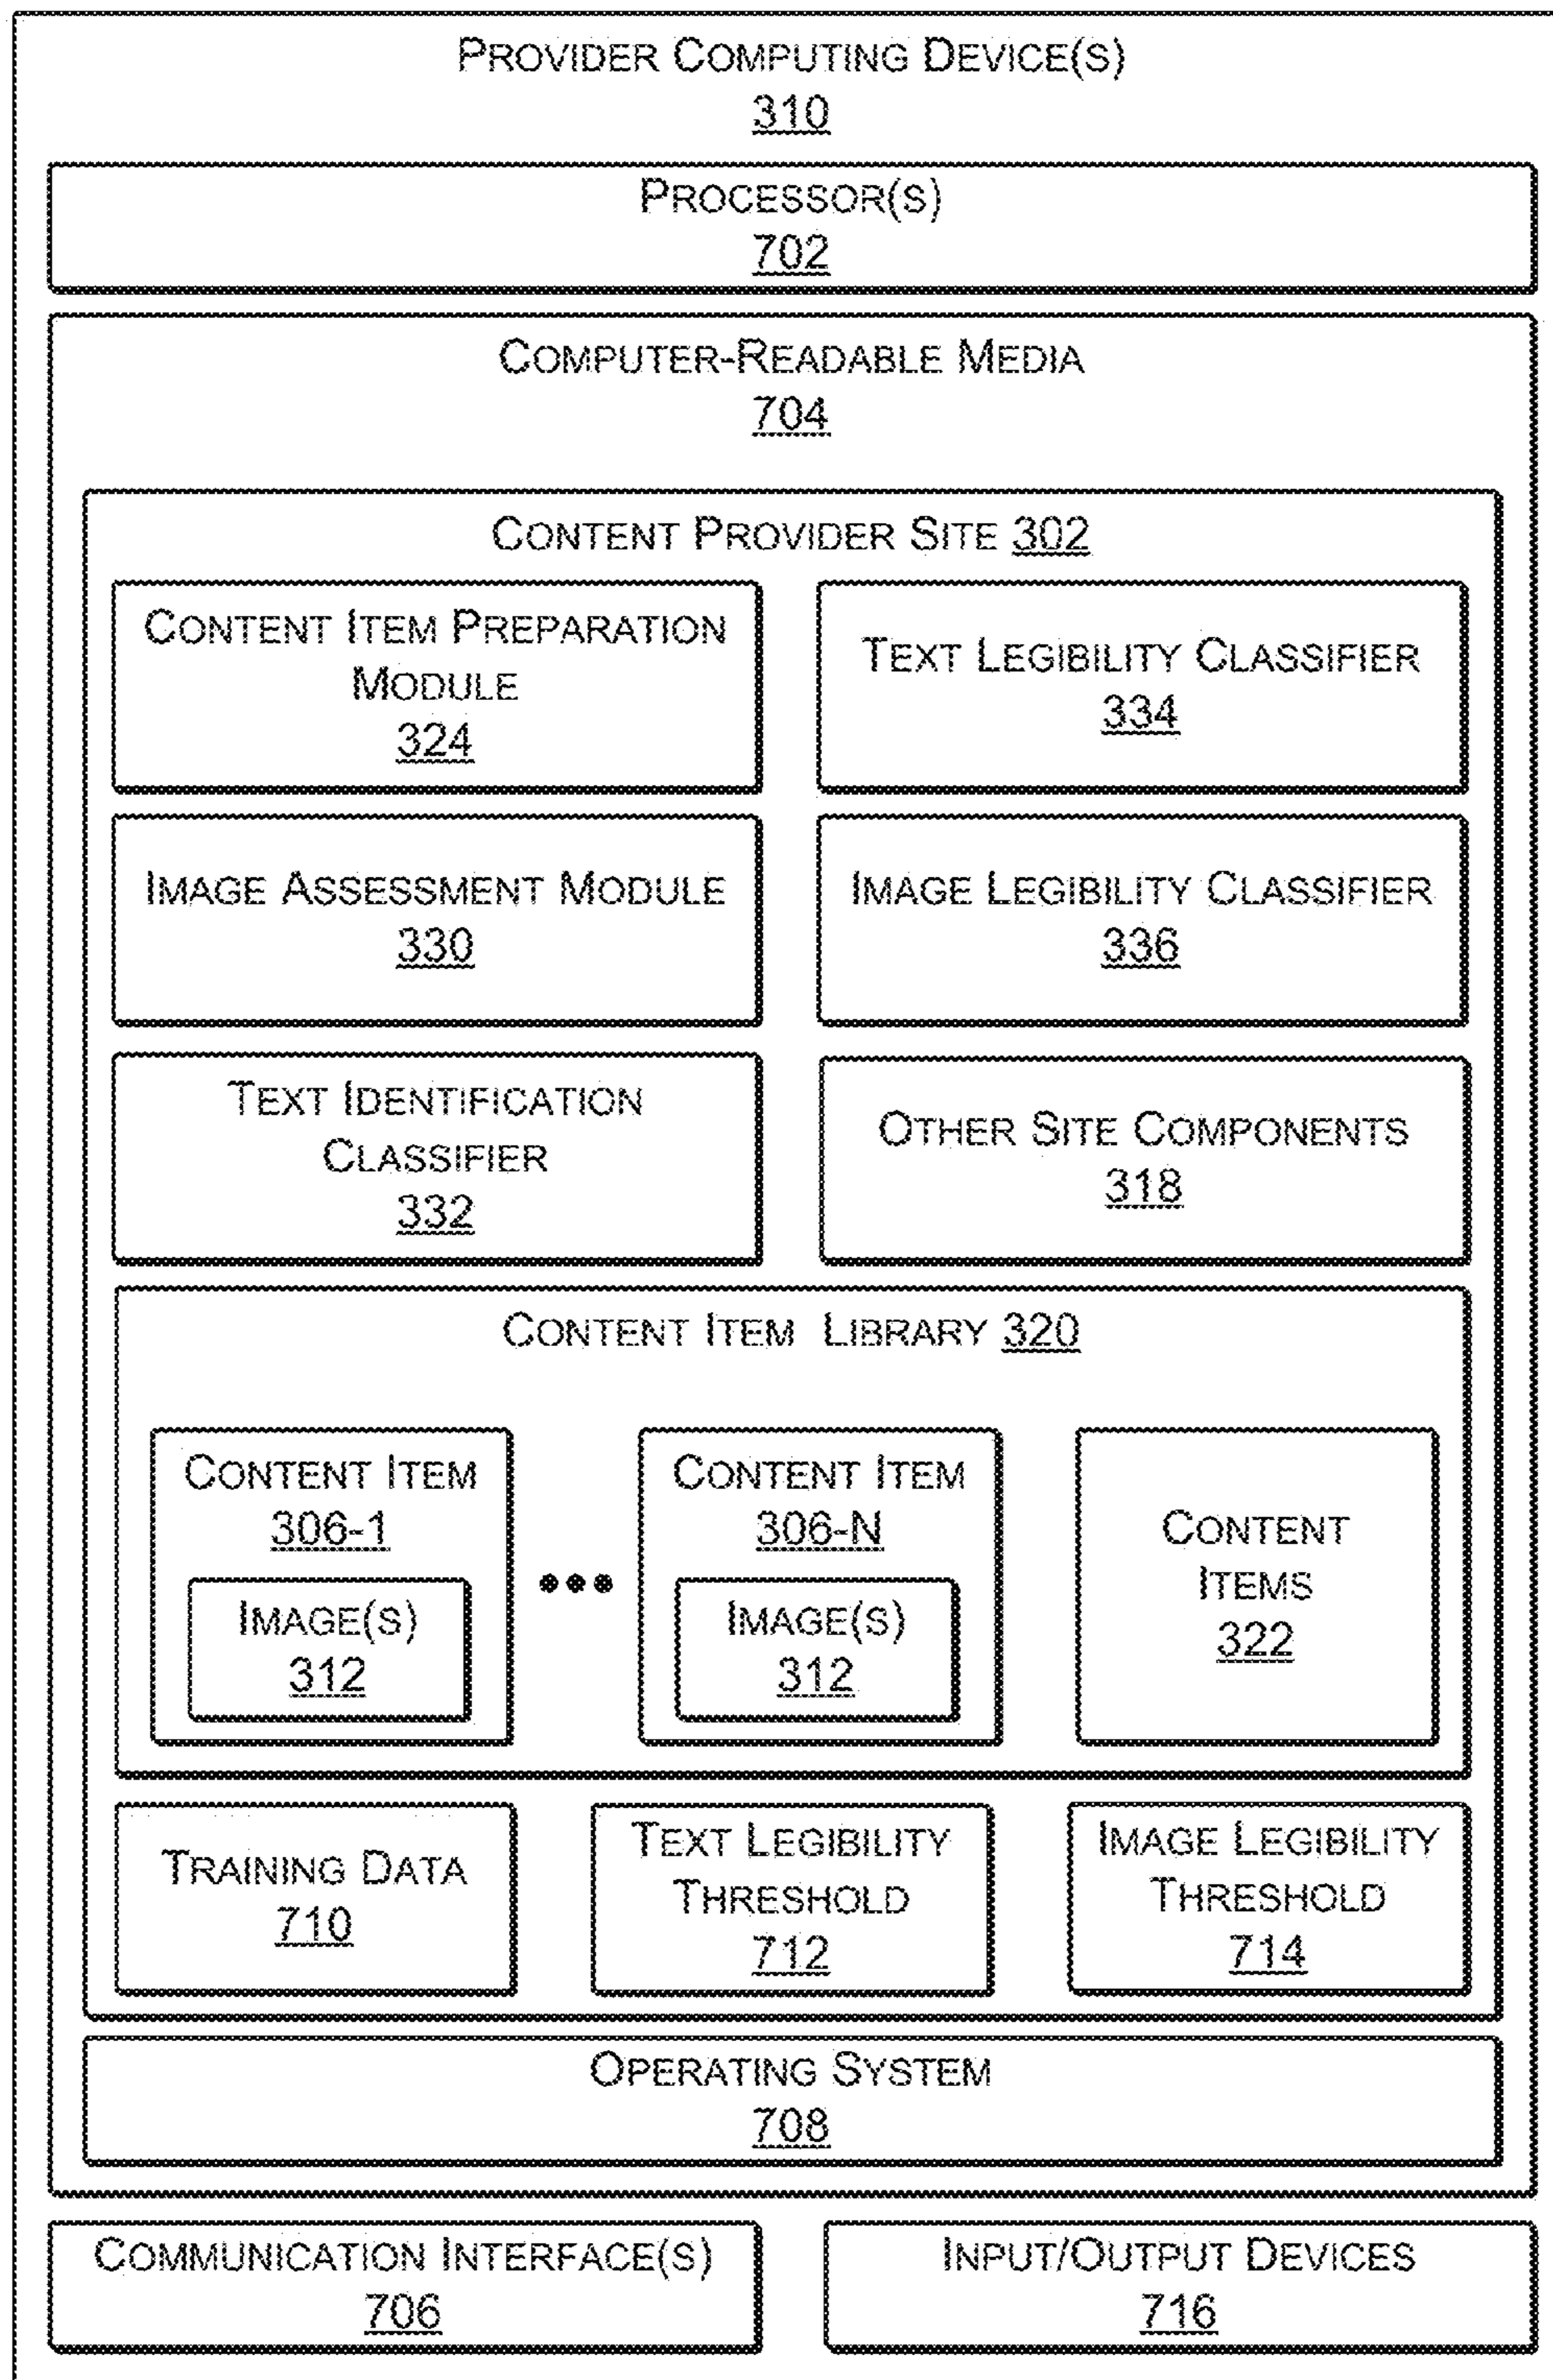 PROVIDER COMPUTING DEVICE(S)
310
PROCESSOR(S)
702
COMPUTER-READABLE MEDIA
704
CONTENT PROVIDER SITE 302
CONTENT ITEM PREPARATION
MODULE
324
TEXT LEGIBILITY CLASSIFIER
334
IMAGE ASSESSMENT MODULE
330
IMAGE LEGIBILITY CLASSIFIER
336
TEXT IDENTIFICATION
CLASSIFIER
332
OTHER SITE COMPONENTS
318
CONTENT ITEM LIBRARY 320
CONTENT ITEM
306-1
IMAGE(S)
312
•••
CONTENT ITEM
306-N
IMAGE(S)
312
CONTENT
ITEMS
322
TRAINING DATA
710
TEXT LEGIBILITY
THRESHOLD
712
IMAGE LEGIBILITY
THRESHOLD
714
OPERATING SYSTEM
708
COMMUNICATION INTERFACE(S)
706
INPUT/OUTPUT DEVICES
716